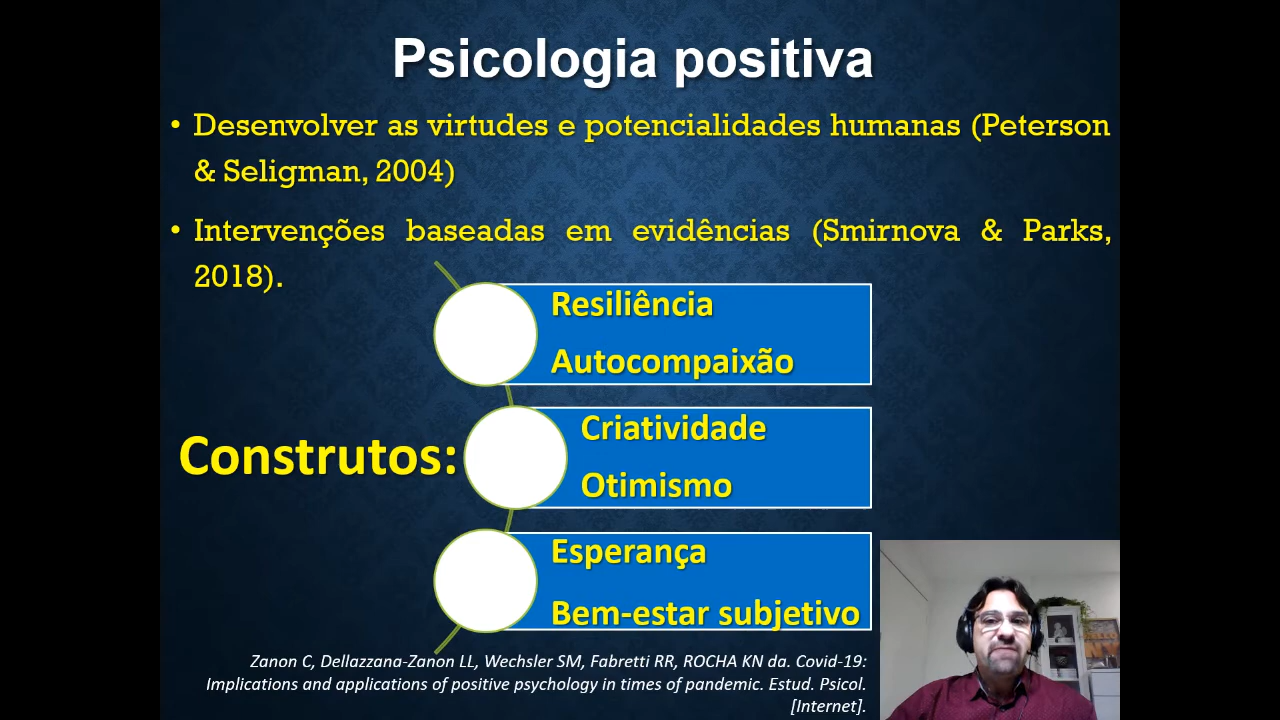 Psicologia positiva
• Desenvolver as virtudes e potencialidades humanas (Peterson
& Seligman, 2004)
• Intervenções baseadas em evidências (Smirnova & Parks,
2018).
Construtos:
Resiliência
Autocompaixão
Criatividade
Otimismo
Esperança
Bem-estar subjetivo
Zanon C, Dellazzana-Zanon LL, Wechsler SM, Fabretti RR, ROCHA KN da. Covid-19:
Implications and applications of positive psychology in times of pandemic. Estud. Psicol.
[Internet].